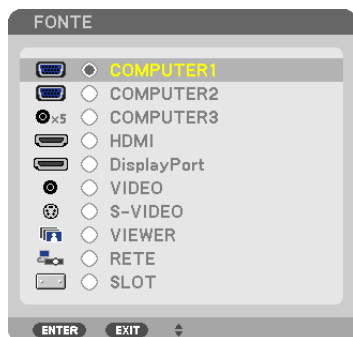 FONTE
COMPUTER1
COMPUTER2
×5 COMPUTER3
HDMI
DisplayPort
VIDEO
S-VIDEO
VIEWER
RETE
SLOT
ENTER EXIT